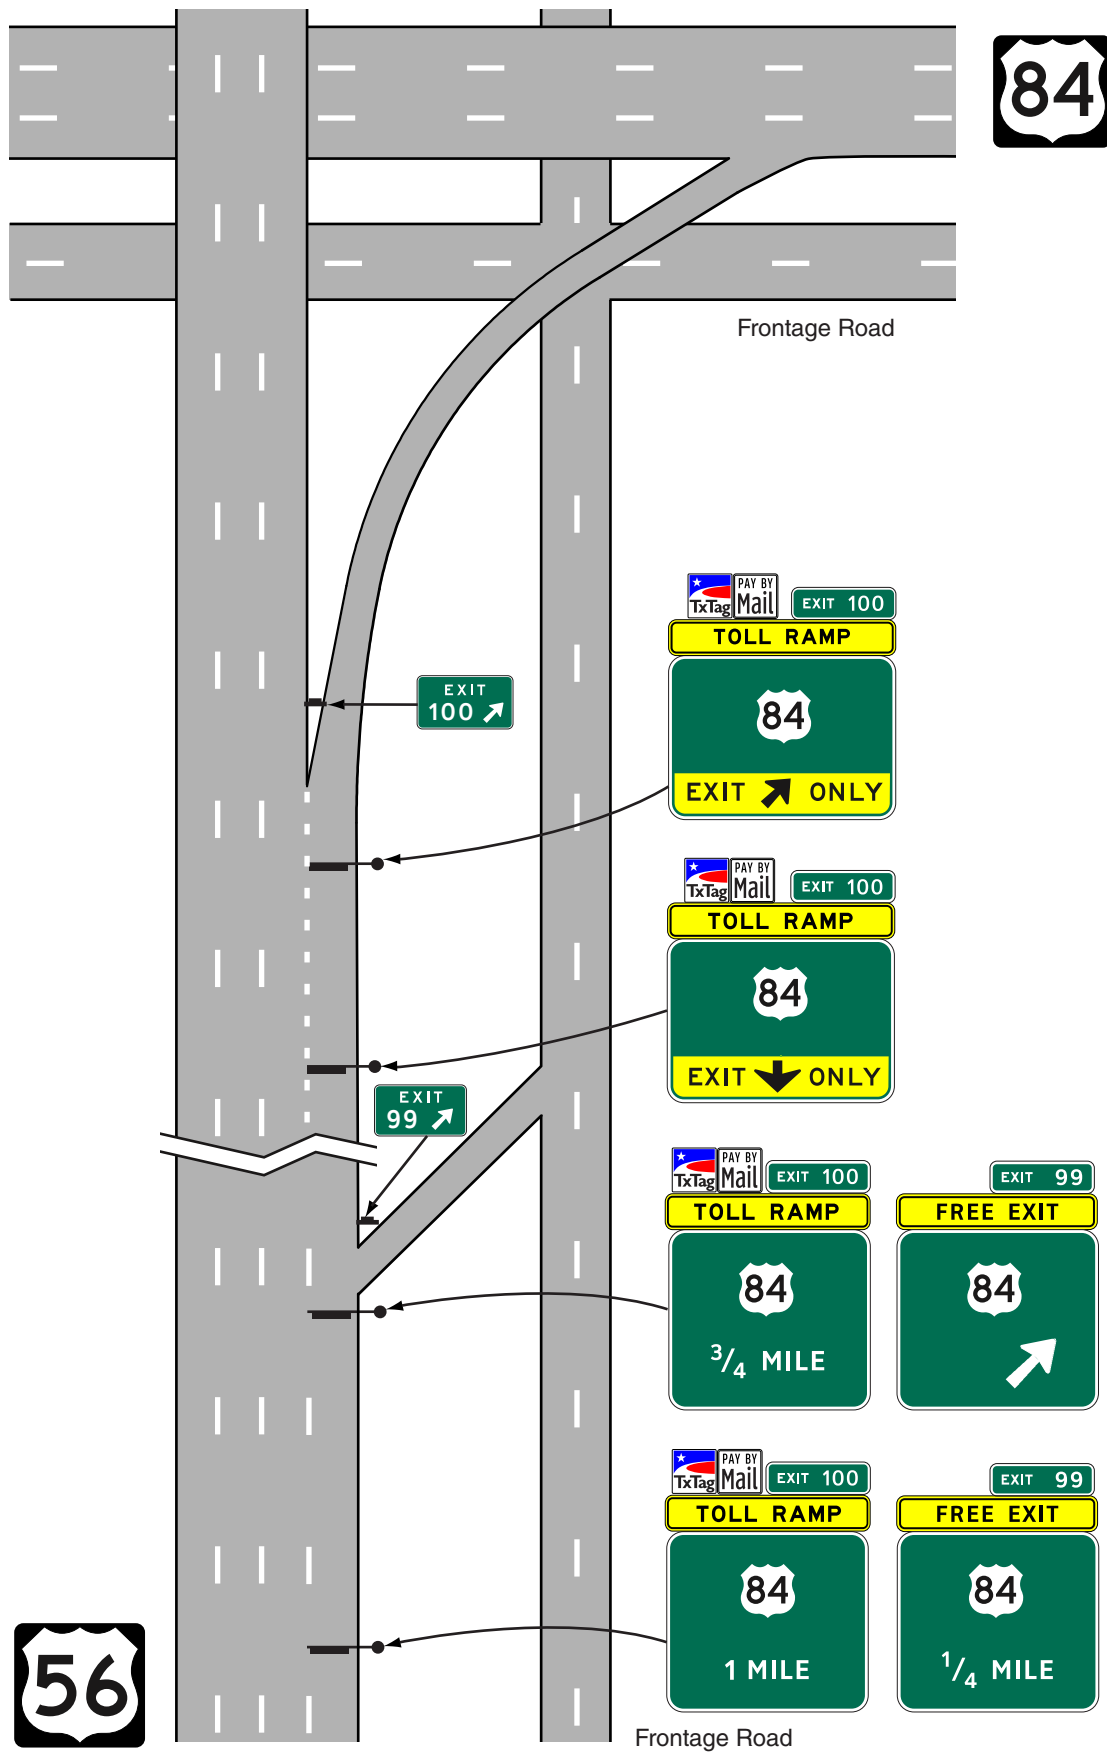 84
Frontage Road
TxTag
PAY BY
Mail
EXIT 100
TOLL RAMP
84
EXIT ONLY
EXIT
100
TxTag
PAY BY
Mail
EXIT 100
TOLL RAMP
84
EXIT ONLY
EXIT
99
TxTag
PAY BY
Mail
EXIT 100
TOLL RAMP
84
3/4 MILE
EXIT 99
FREE EXIT
84
TxTag
PAY BY
Mail
EXIT 100
TOLL RAMP
84
1 MILE
EXIT 99
FREE EXIT
84
1/4 MILE
56
Frontage Road